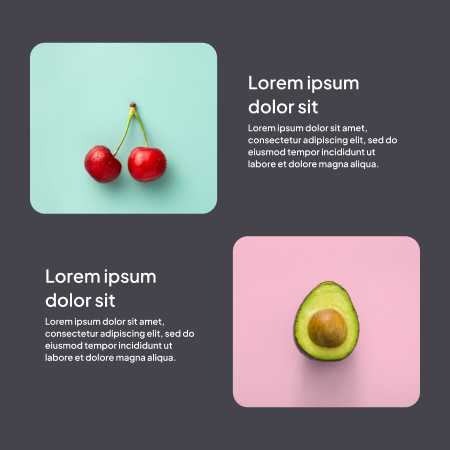 Lorem ipsum
dolor sit
Lorem ipsum dolor sit amet,
consectetur adipiscing elit, sed do
eiusmod tempor incididunt ut
labore et dolore magna aliqua.
Lorem ipsum
dolor sit
Lorem ipsum dolor sit amet,
consectetur adipiscing elit, sed do
eiusmod tempor incididunt ut
labore et dolore magna aliqua.